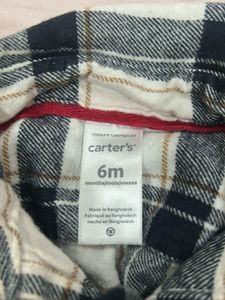 carter's
6m
months/mois/meses
Made in Bangladesh
Fabriqué au Bangladesh
Hecho en Bangladesh